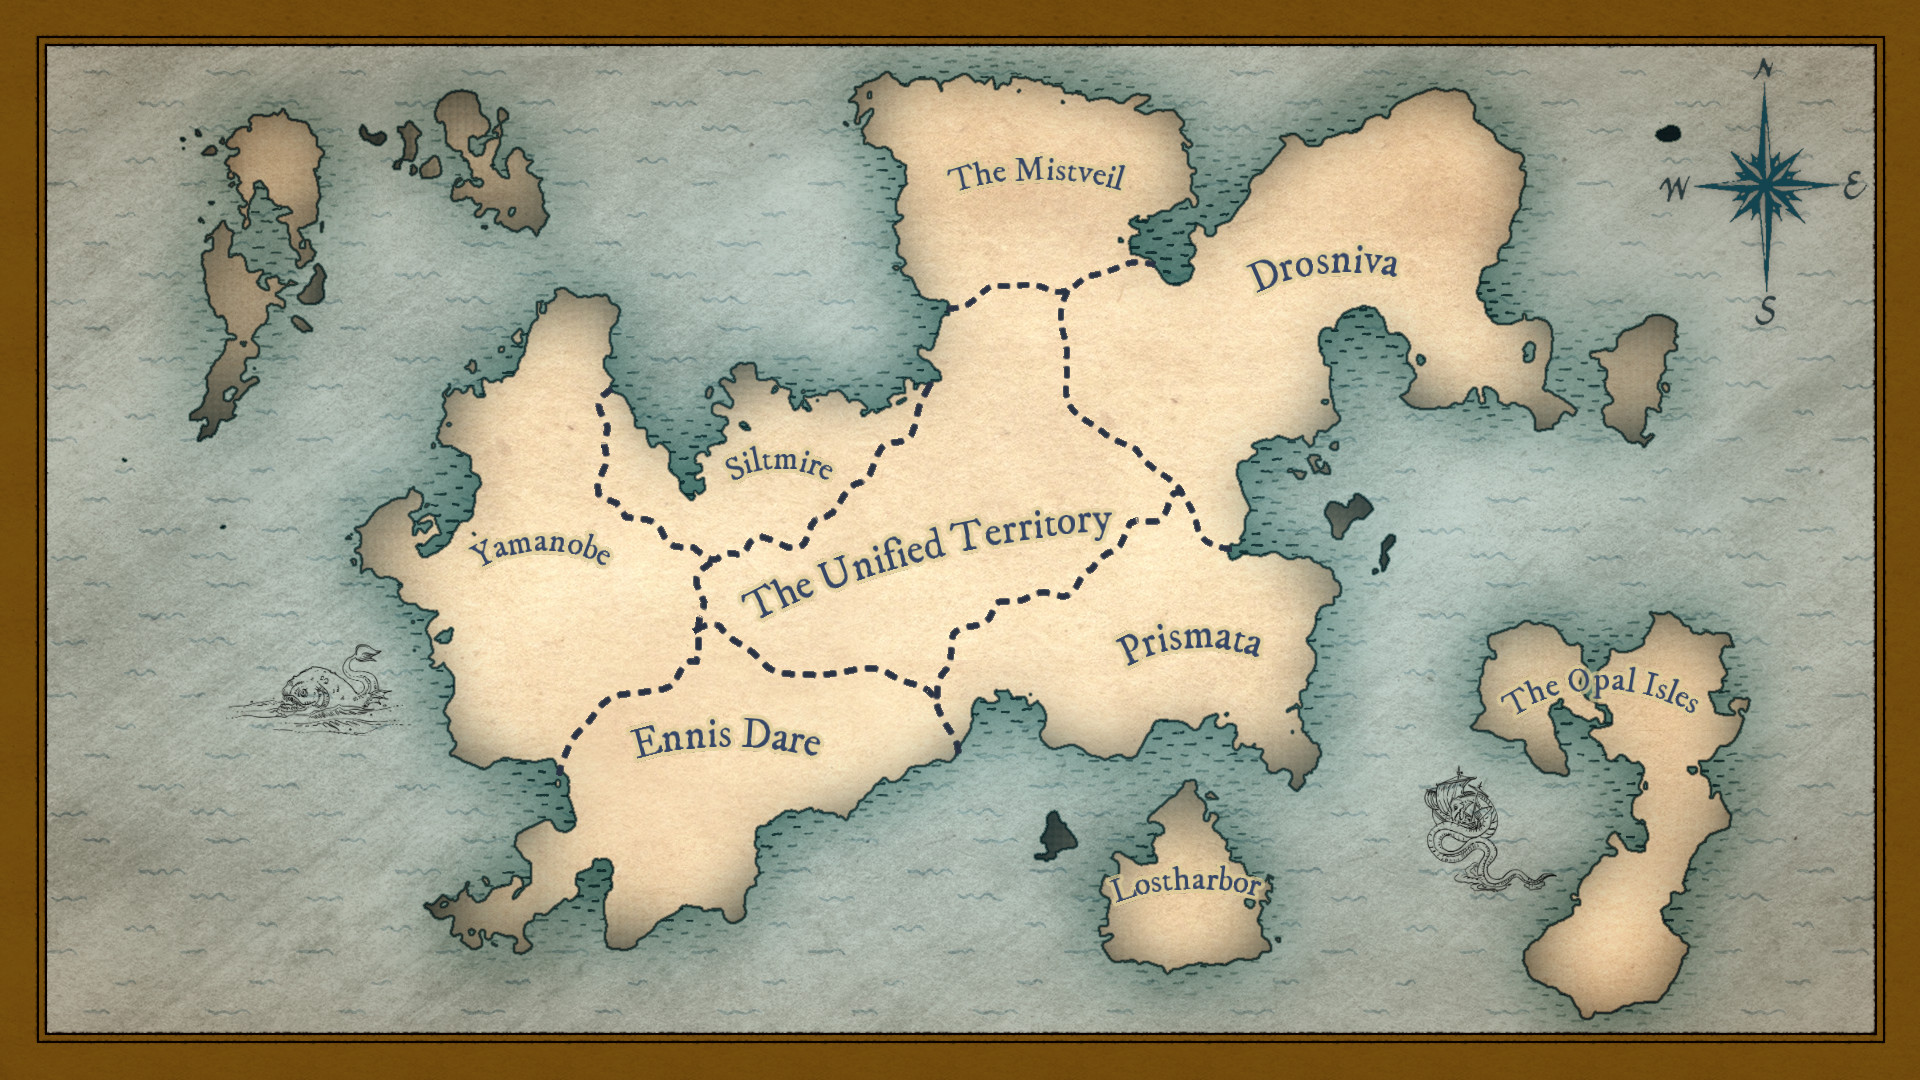 N
The Mistveil
W
E
Drosniva
S
Siltmire
Yamanobe
The Unified Territory
Prismata
The Opal Isles
Ennis Dare
Lostharbor